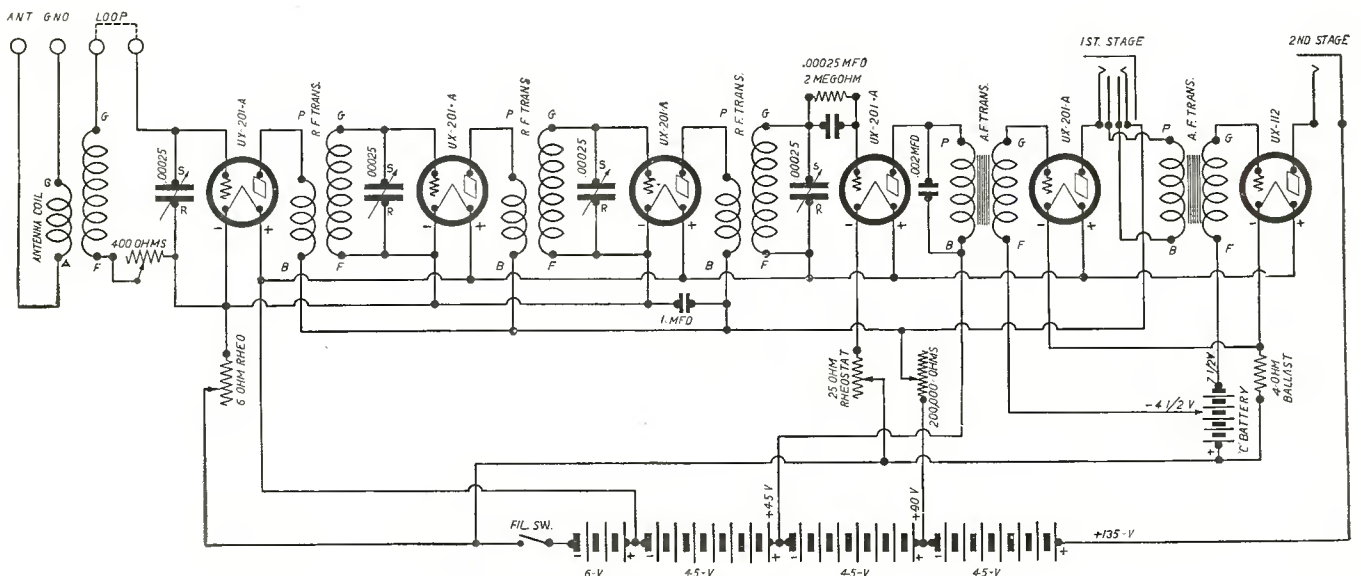 ANT GND LOOP
1ST. STAGE
2ND STAGE
.00025 MFD
2 MEGOHM
UX-201-A
P
R F TRANS.
G
UX-201-A
P
R F TRANS.
G
UX-201A
P
R.F. TRANS.
G
UX-201-A
.002MFD
P
A.F. TRANS.
G
UX-201-A
P
A.F. TRANS.
G
UX-112
G
ANTENNA COIL
G
A
F
400 OHMS
.00025
S
R
- +
B
.00025
S
R
F
- +
B
.00025
S
R
F
- +
B
.00025
S
R
F
- +
B
F
- +
B
F
- +
1. MFD
6 OHM RHEO
25 OHM RHEOSTAT
200,000 OHMS
-4 1/2 V
7 1/2 V
"C" BATTERY
+
4-OHM BALLAST
FIL. SW.
+45 V
+90 V
+135-V
- + - + - + - +
6-V 45-V 45-V 45-V